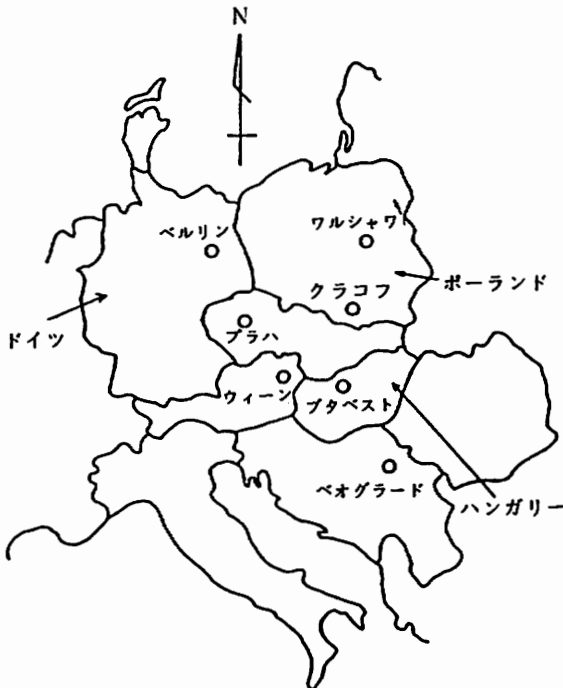 N
ベルリン
ワルシャワ
クラコフ
ポーランド
ドイツ
プラハ
ウィーン
ブタペスト
ベオグラード
ハンガリー